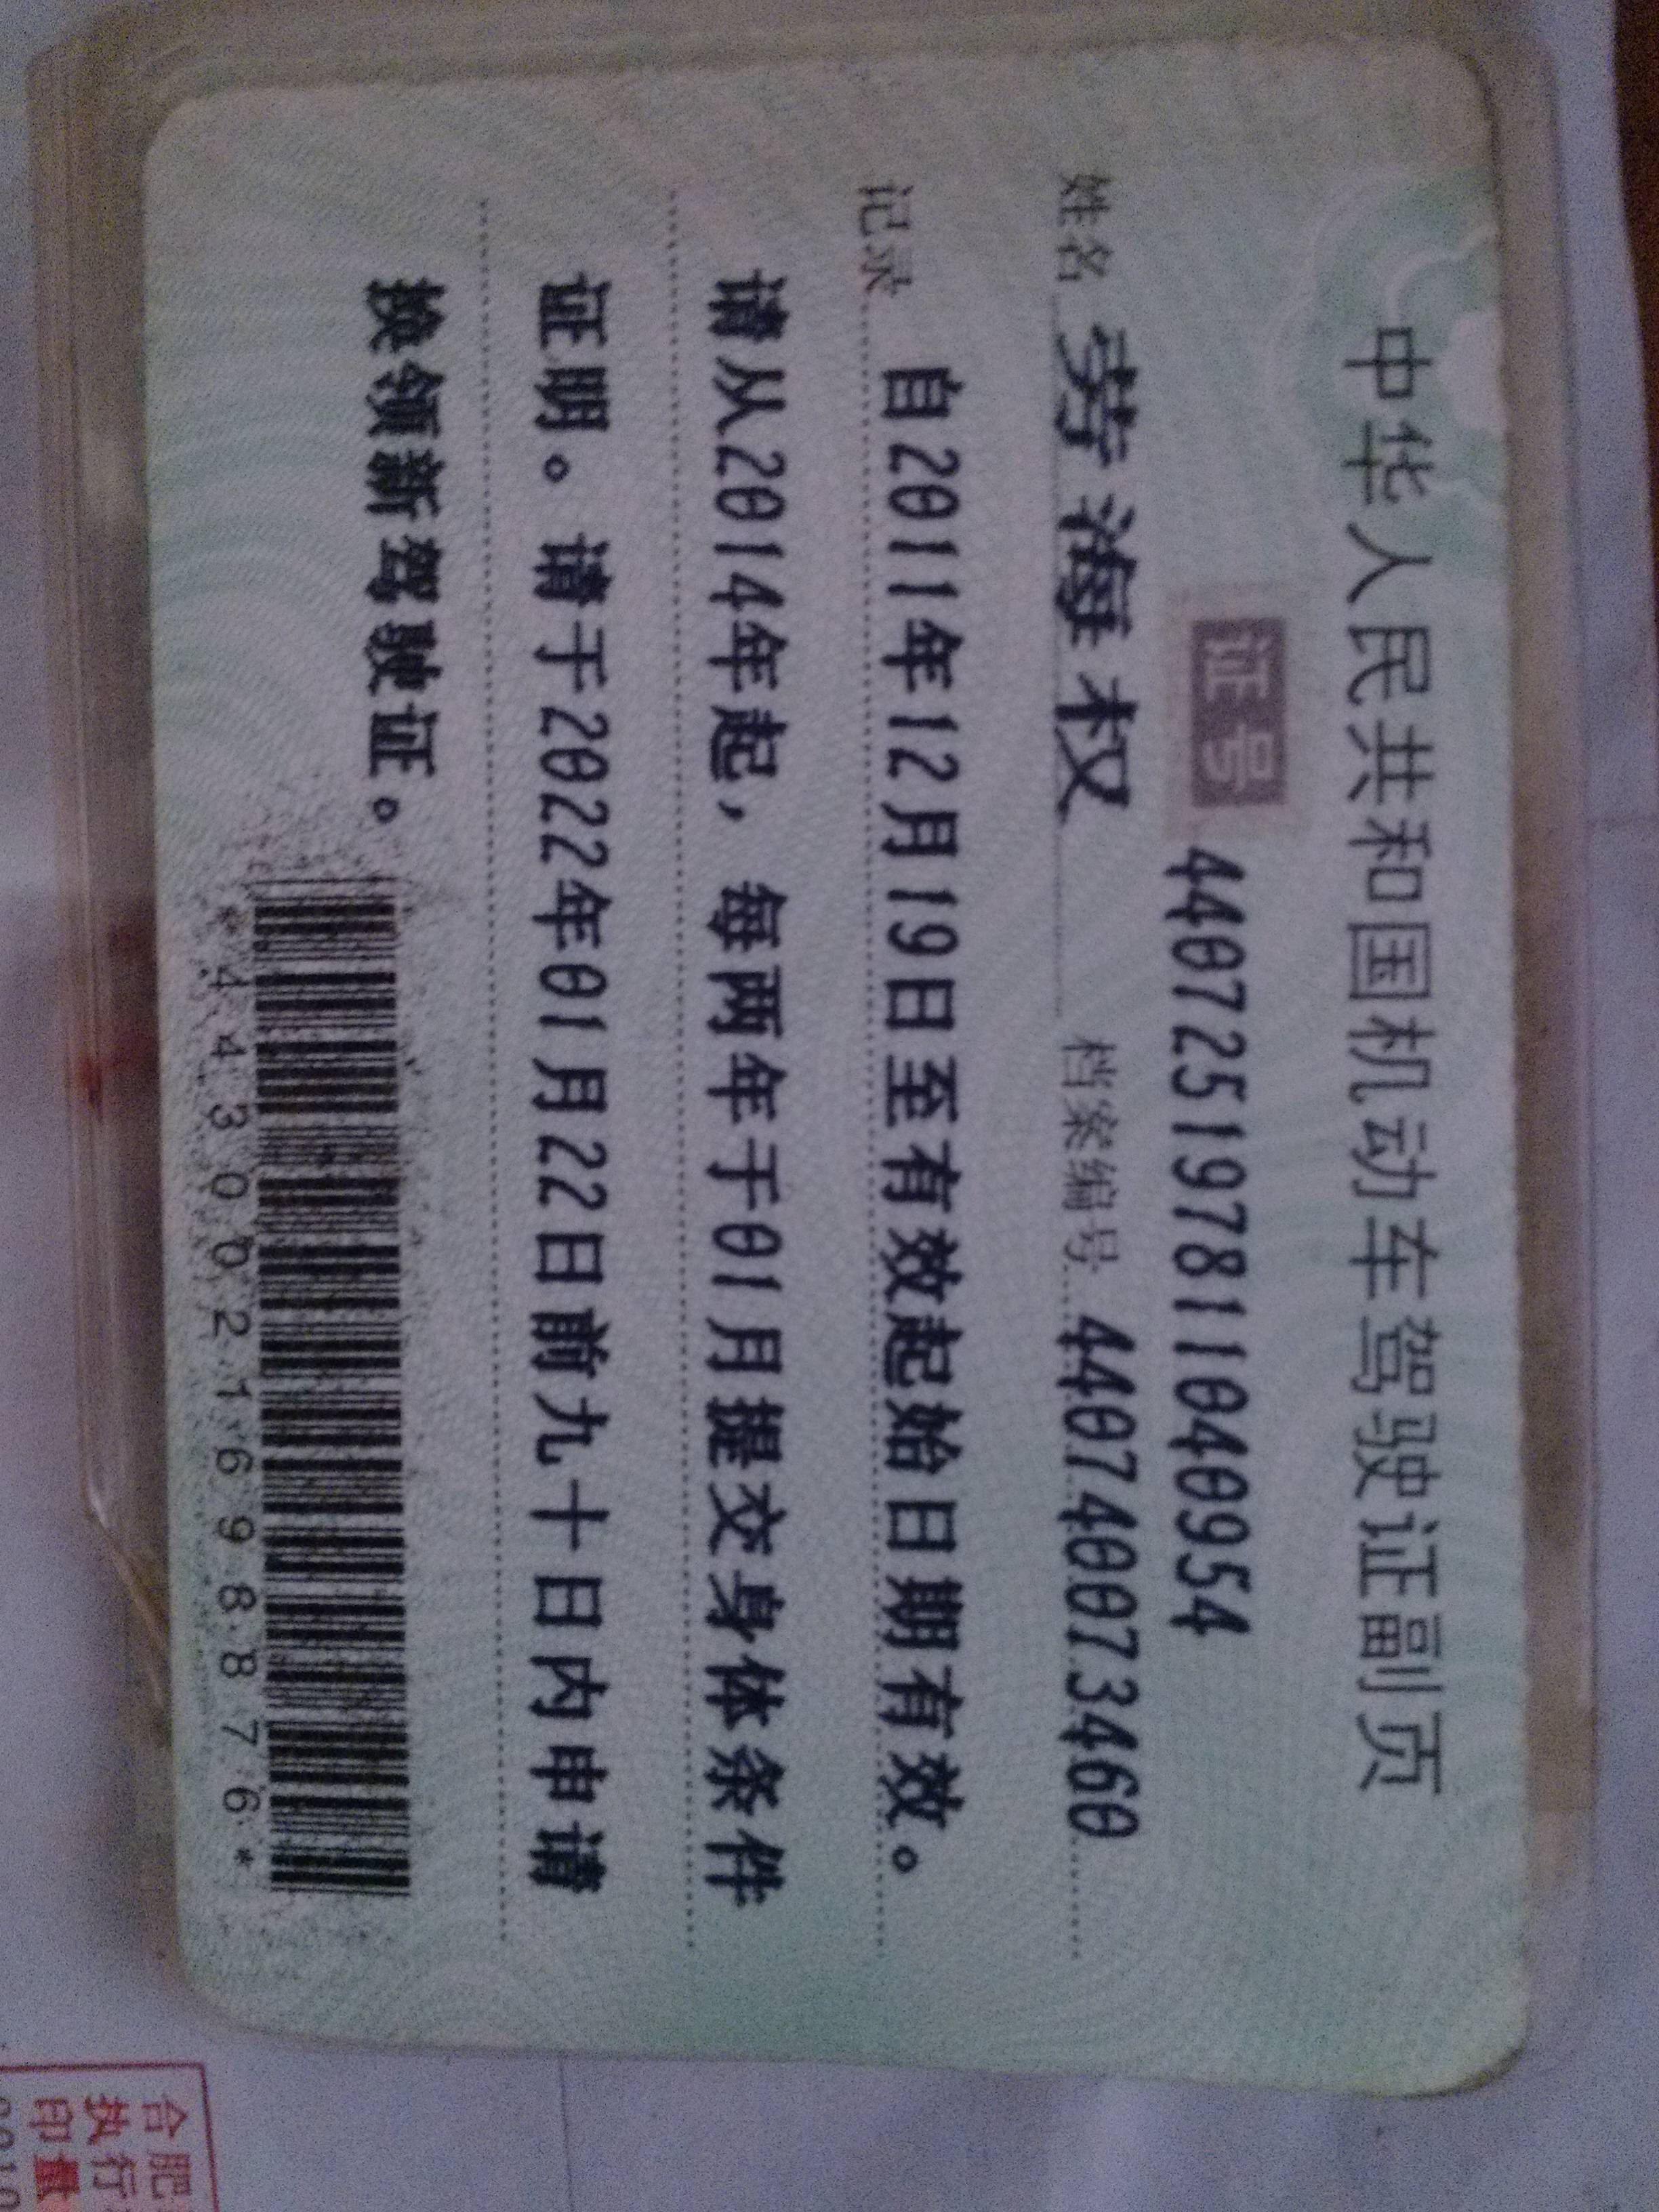 中华人民共和国机动车驾驶证副页
证号 440725197811040954
姓名 劳海权 档案编号 440740073460
记录 自2011年12月19日至有效起始日期有效。
请从2014年起，每两年于01月提交身体条件
证明。请于2022年01月22日前九十日内申请
换领新驾驶证。
*4430021698876*
合肥
执行
印